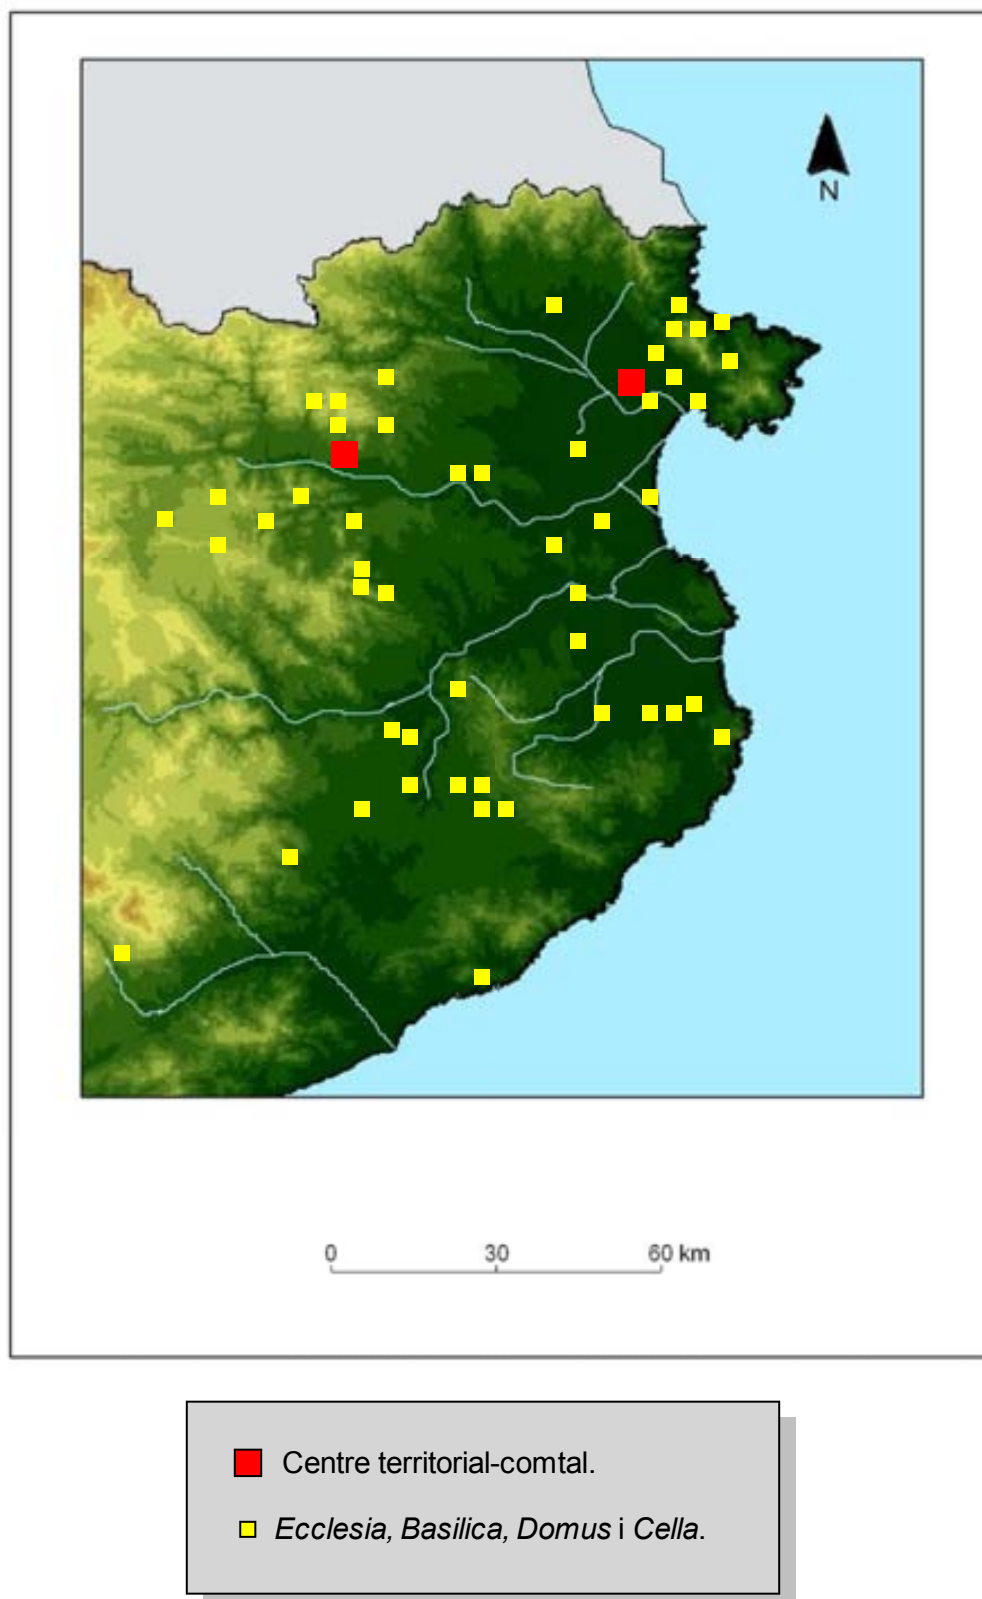 N
0 30 60 km
Centre territorial-comtal.
Ecclesia, Basilica, Domus i Cella.